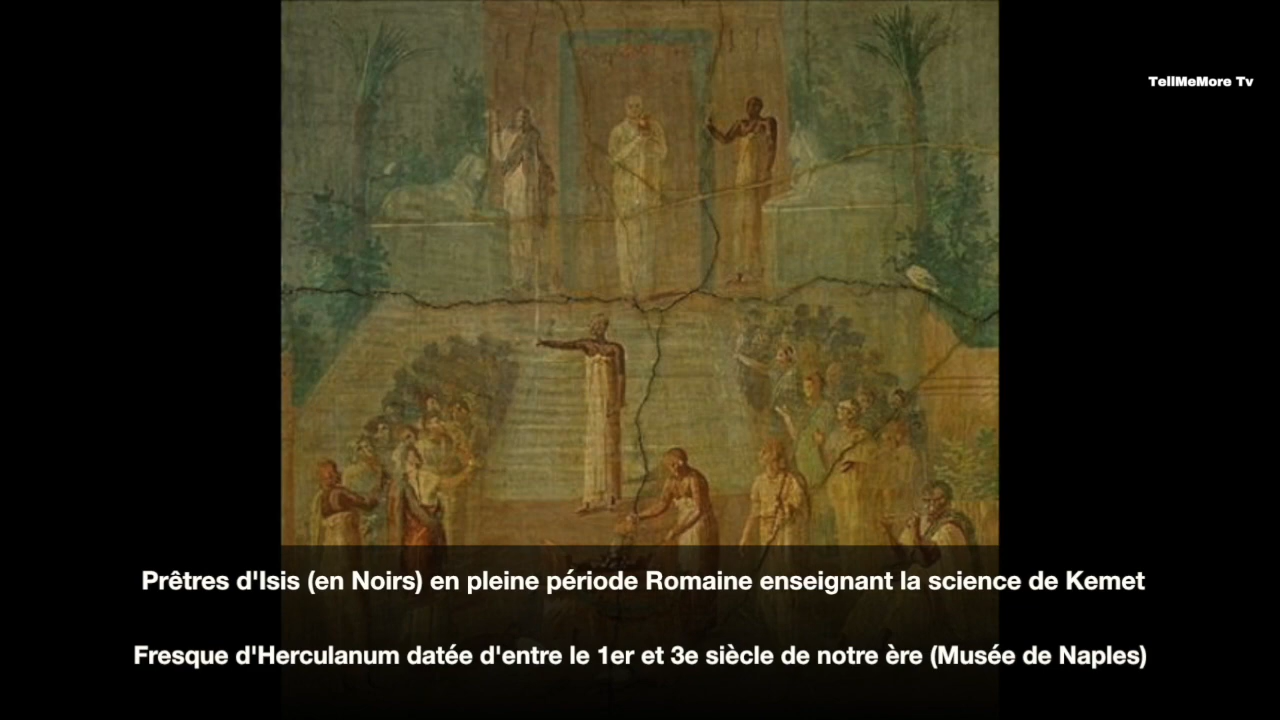 TellMeMore Tv
Prêtres d'Isis (en Noirs) en pleine période Romaine enseignant la science de Kemet
Fresque d'Herculanum datée d'entre le 1er et 3e siècle de notre ère (Musée de Naples)